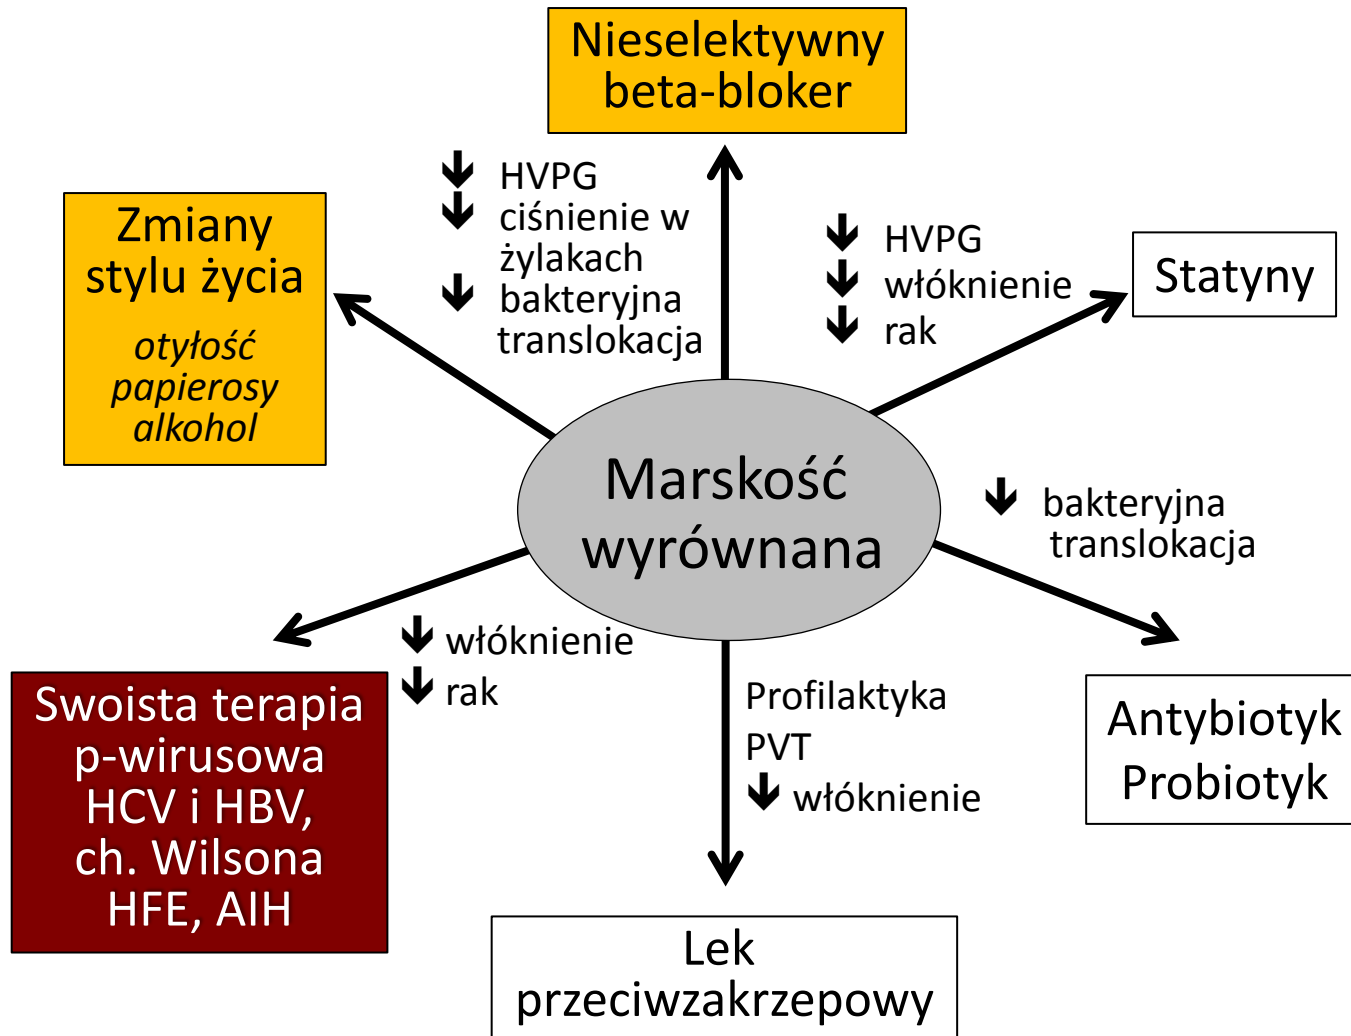 Nieselektywny
beta-bloker
🡳 HVPG
🡳 ciśnienie w
żylakach
🡳 bakteryjna
translokacja
Zmiany
stylu życia
otyłość
papierosy
alkohol
🡳 HVPG
🡳 włóknienie
🡳 rak
Statyny
Marskość
wyrównana
🡳 bakteryjna
translokacja
🡳 włóknienie
🡳 rak
Swoista terapia
p-wirusowa
HCV i HBV,
ch. Wilsona
HFE, AIH
Profilaktyka
PVT
🡳 włóknienie
Antybiotyk
Probiotyk
Lek
przeciwzakrzepowy